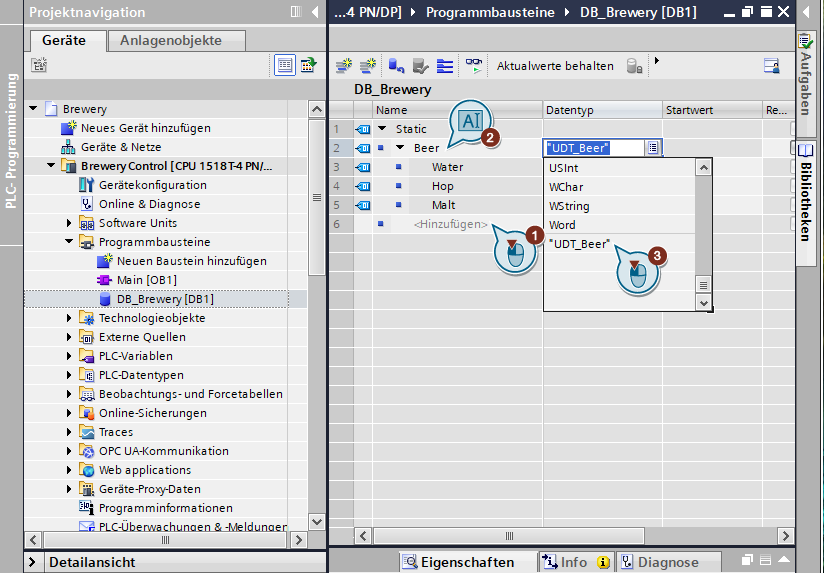 Projektnavigation
Geräte
Anlagenobjekte
PLC- Programmierung
Brewery
Neues Gerät hinzufügen
Geräte & Netze
Brewery Control [CPU 1518T-4 PN/...
Gerätekonfiguration
Online & Diagnose
Software Units
Programmbausteine
Neuen Baustein hinzufügen
Main [OB1]
DB_Brewery [DB1]
Technologieobjekte
Externe Quellen
PLC-Variablen
PLC-Datentypen
Beobachtungs- und Forcetabellen
Online-Sicherungen
Traces
OPC UA-Kommunikation
Web applications
Geräte-Proxy-Daten
Programminformationen
PLC-Überwachungen & -Meldungen
Detailansicht
...4 PN/DP] Programmbausteine DB_Brewery [DB1]
Aktualwerte behalten
DB_Brewery
Name Datentyp Startwert Re...
1 Static
2 Beer "UDT_Beer"
3 Water
4 Hop
5 Malt
6 <Hinzufügen>
USInt
WChar
WString
Word
"UDT_Beer"
AI
2
1
3
Eigenschaften
Info
Diagnose
Aufgaben
Bibliotheken